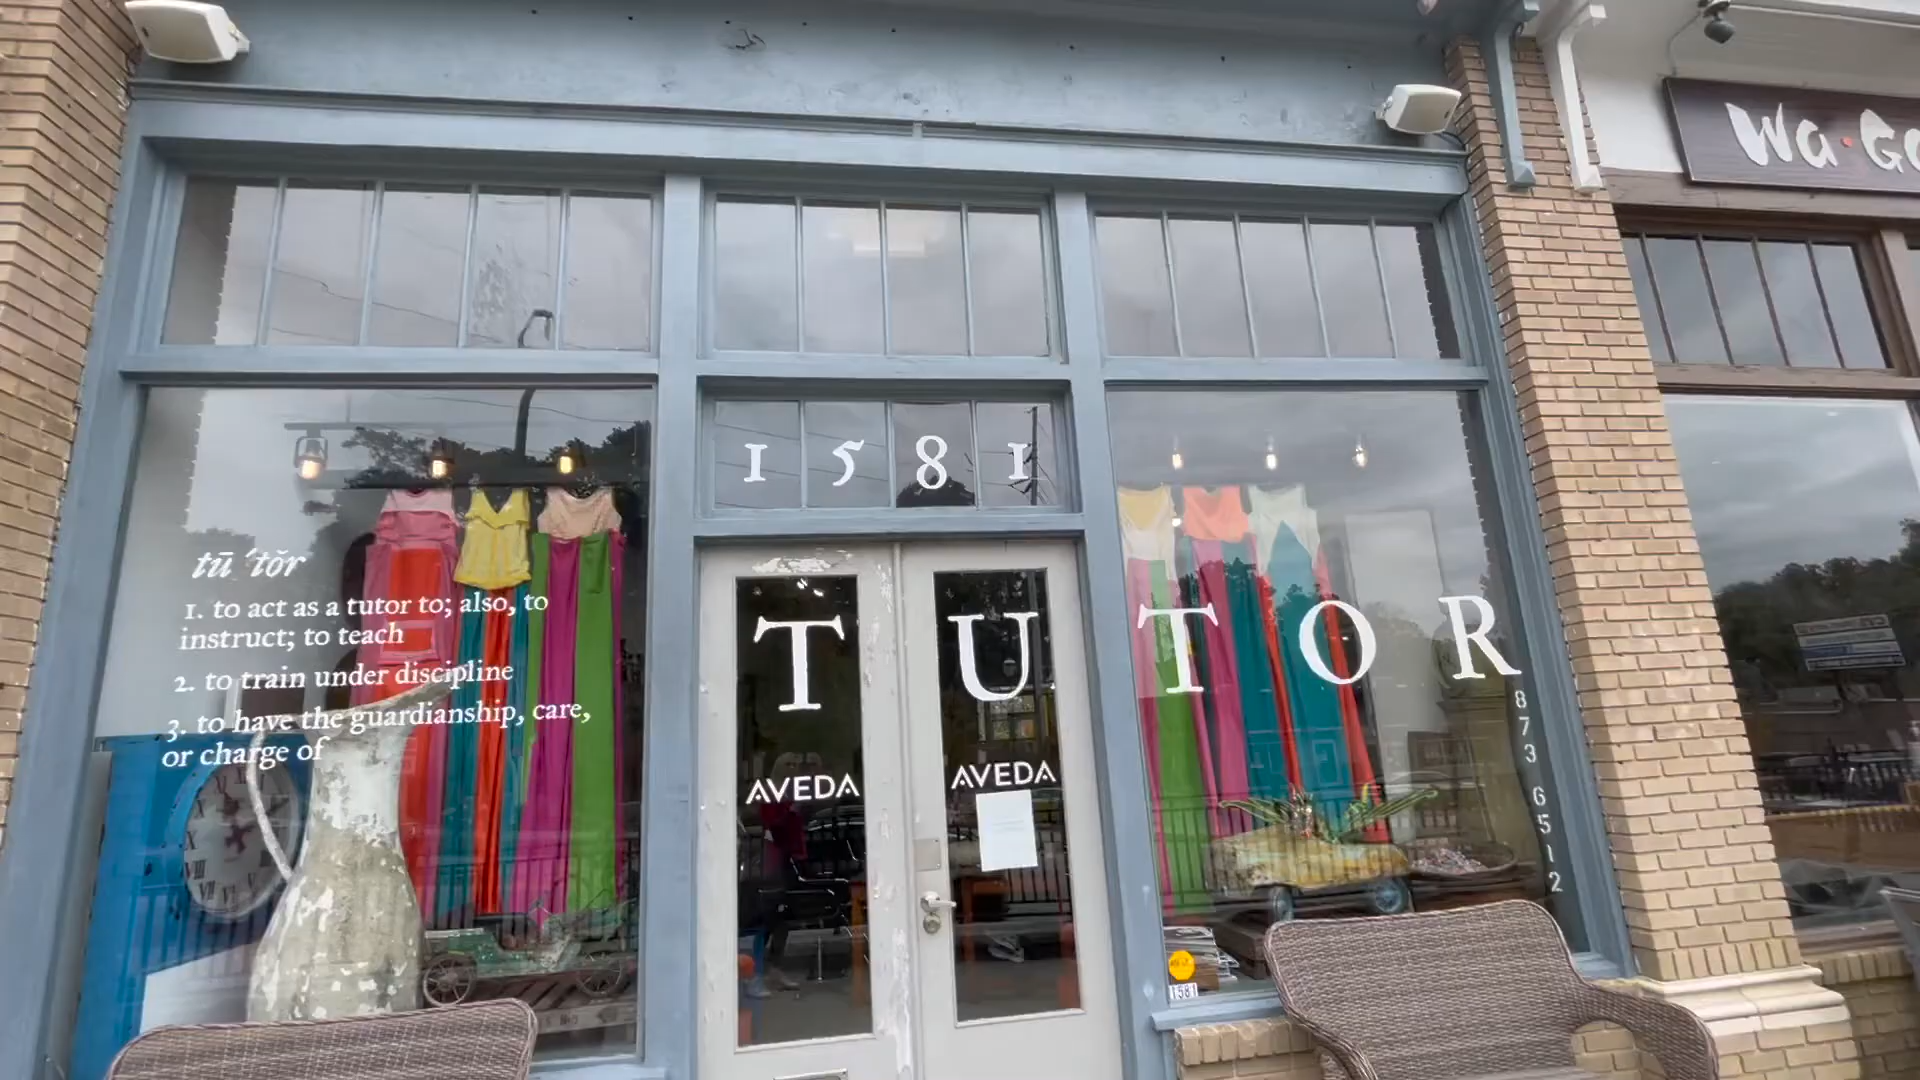 Wa·Ga
1581
tū ´tŏr
1. to act as a tutor to; also, to
instruct; to teach
2. to train under discipline
3. to have the guardianship, care,
or charge of
TUTOR
AVEDA AVEDA
873 6512
1581